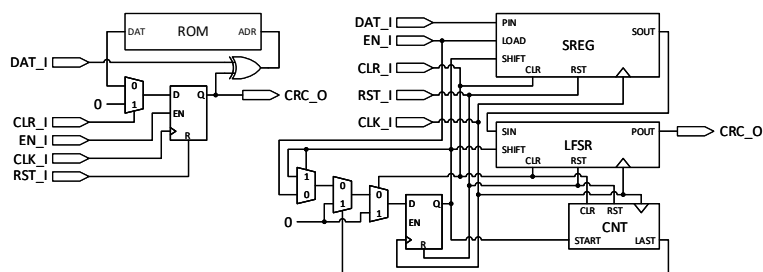 DAT ROM ADR
DAT_I
0
0
1
D Q
EN
R
CRC_O
CLR_I
EN_I
CLK_I
RST_I
DAT_I
EN_I
CLR_I
RST_I
CLK_I
PIN SOUT
LOAD SREG
SHIFT
CLR RST
SIN POUT
LFSR
SHIFT
CLR RST
CRC_O
1
0
0
1
0
1
0
D Q
EN
R
CLR RST
CNT
START LAST